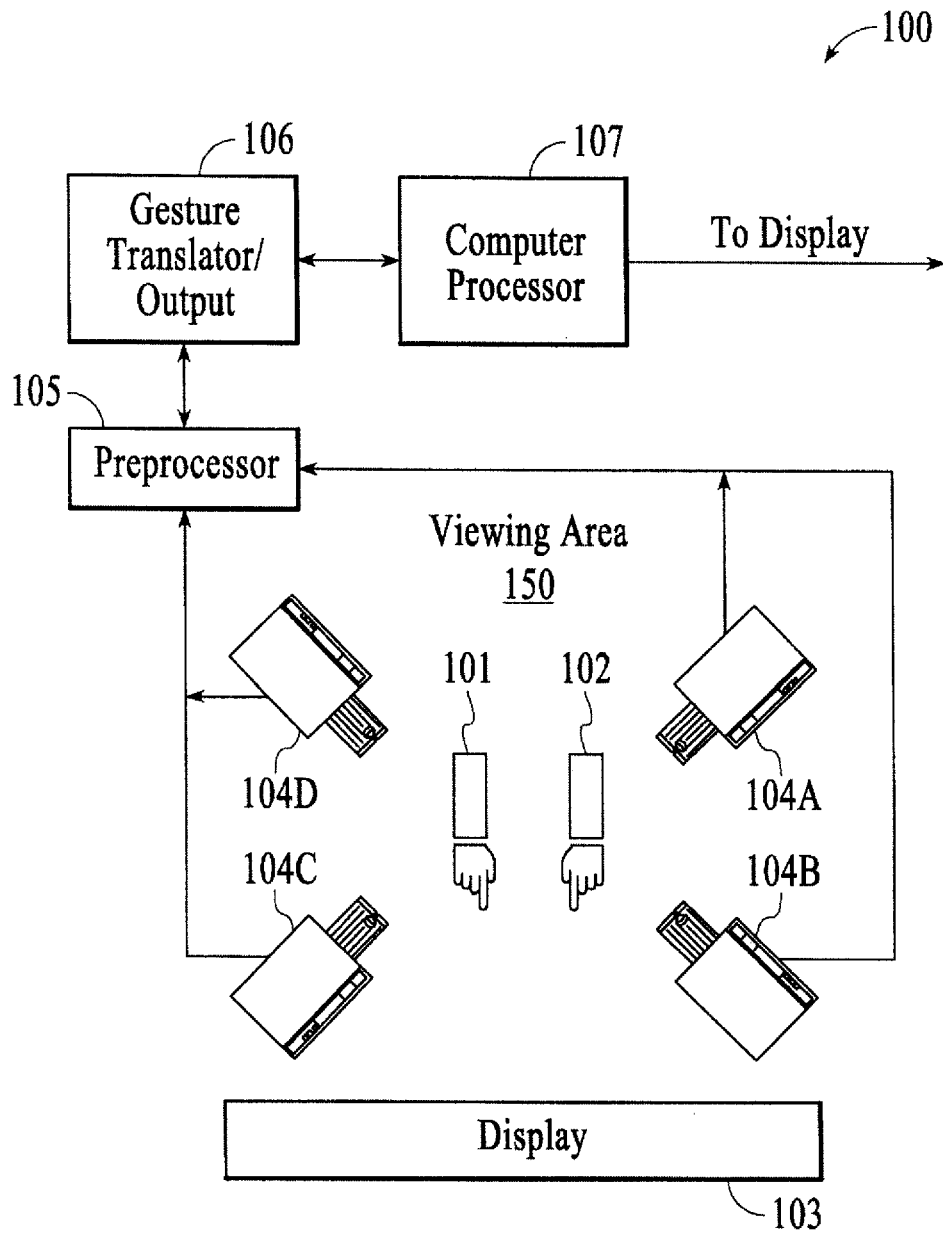 100
106
107
Gesture
Translator/
Output
Computer
Processor
To Display
105
Preprocessor
Viewing Area
150
101
102
104D
104A
104C
104B
Display
103